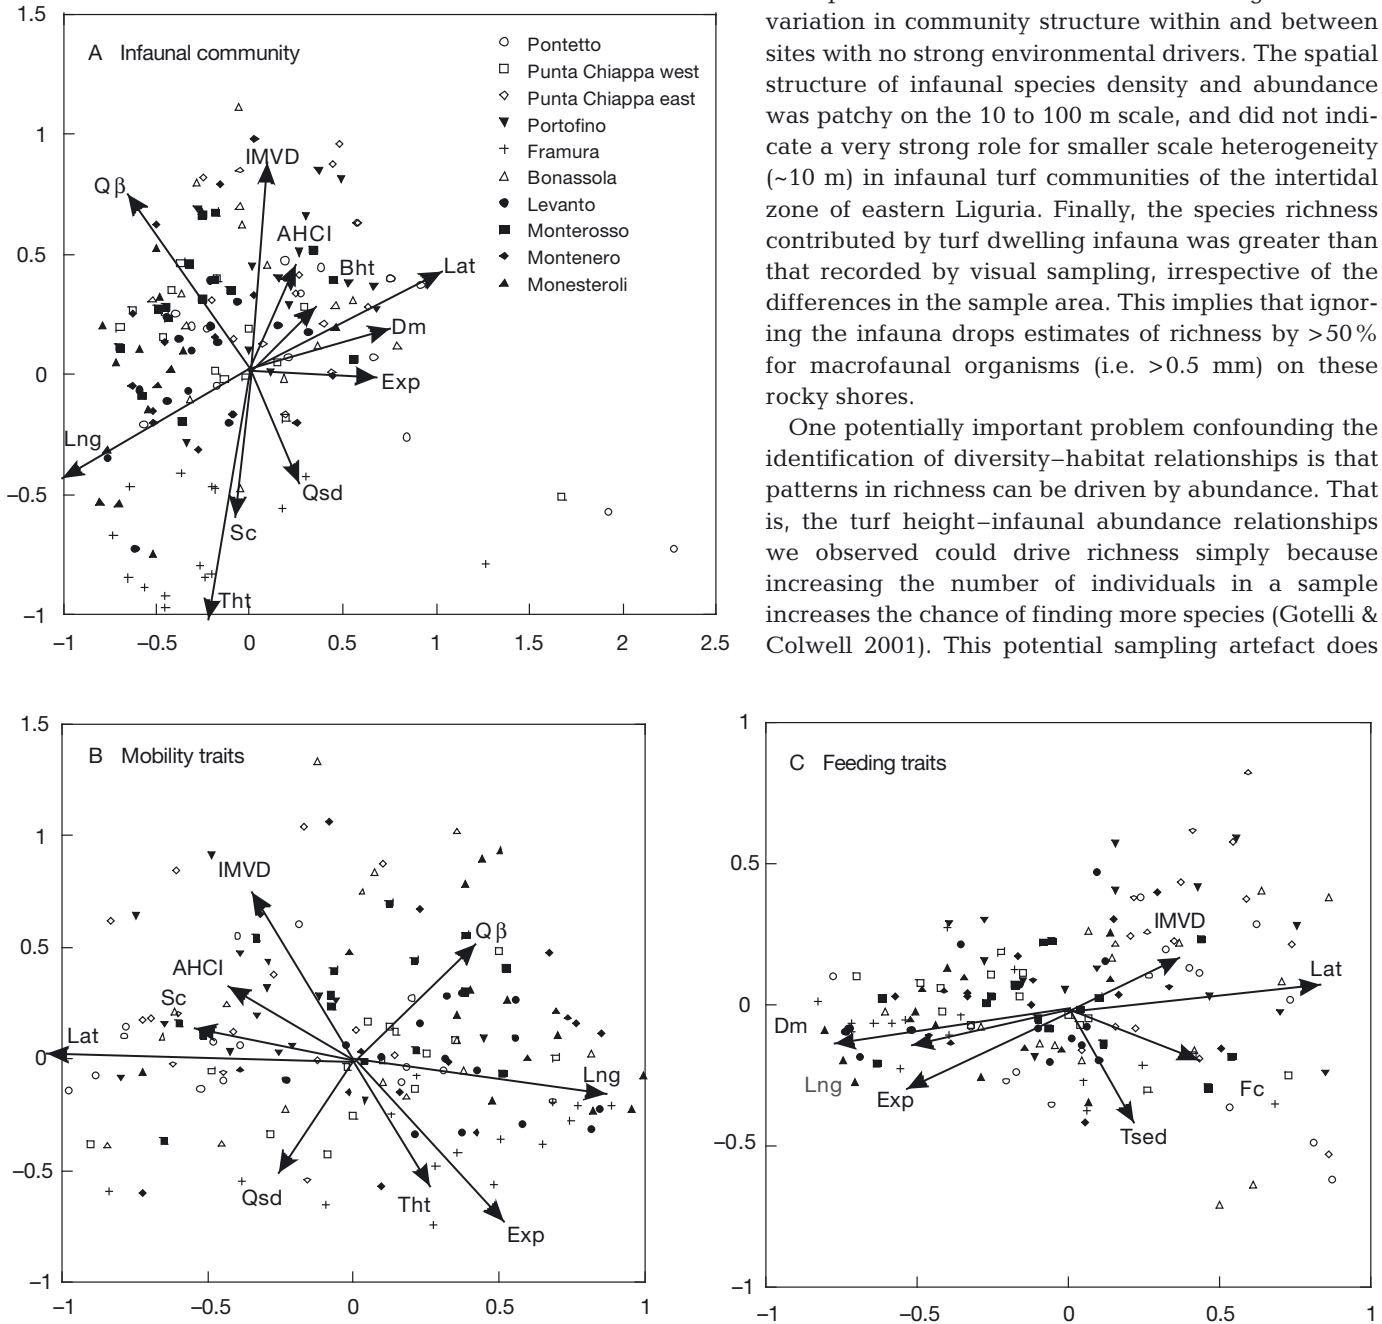 1.5
A Infaunal community
1
0.5
0
–0.5
–1
–1
–0.5
0
0.5
1
1.5
2
2.5
Pontetto
Punta Chiappa west
Punta Chiappa east
Portofino
Framura
Bonassola
Levanto
Monterosso
Montenero
Monesteroli
IMVD
Qβ
AHCI
Bht
Lat
Dm
Exp
Lng
Qsd
Sc
Tht
variation in community structure within and between
sites with no strong environmental drivers. The spatial
structure of infaunal species density and abundance
was patchy on the 10 to 100 m scale, and did not indi-
cate a very strong role for smaller scale heterogeneity
(~10 m) in infaunal turf communities of the intertidal
zone of eastern Liguria. Finally, the species richness
contributed by turf dwelling infauna was greater than
that recorded by visual sampling, irrespective of the
differences in the sample area. This implies that ignor-
ing the infauna drops estimates of richness by >50%
for macrofaunal organisms (i.e. >0.5 mm) on these
rocky shores.
One potentially important problem confounding the
identification of diversity–habitat relationships is that
patterns in richness can be driven by abundance. That
is, the turf height–infaunal abundance relationships
we observed could drive richness simply because
increasing the number of individuals in a sample
increases the chance of finding more species (Gotelli &
Colwell 2001). This potential sampling artefact does
1.5
B Mobility traits
1
0.5
0
–0.5
–1
–1
–0.5
0
0.5
1
IMVD
Qβ
AHCI
Sc
Lat
Lng
Qsd
Tht
Exp
1
C Feeding traits
0.5
0
–0.5
–1
–1
–0.5
0
0.5
1
IMVD
Lat
Dm
Lng
Exp
Fc
Tsed